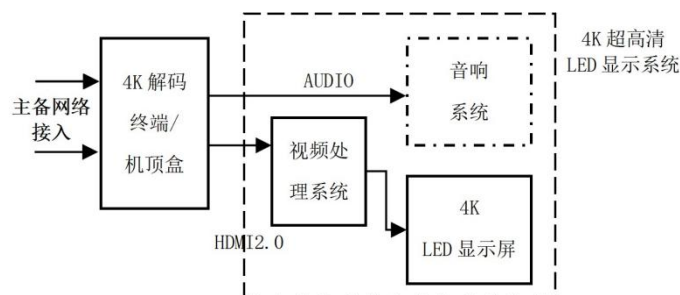 4K 超高清
LED 显示系统
主备网络
接入
4K 解码
终端/
机顶盒
AUDIO
音响
系统
视频处
理系统
HDMI2.0
4K
LED 显示屏